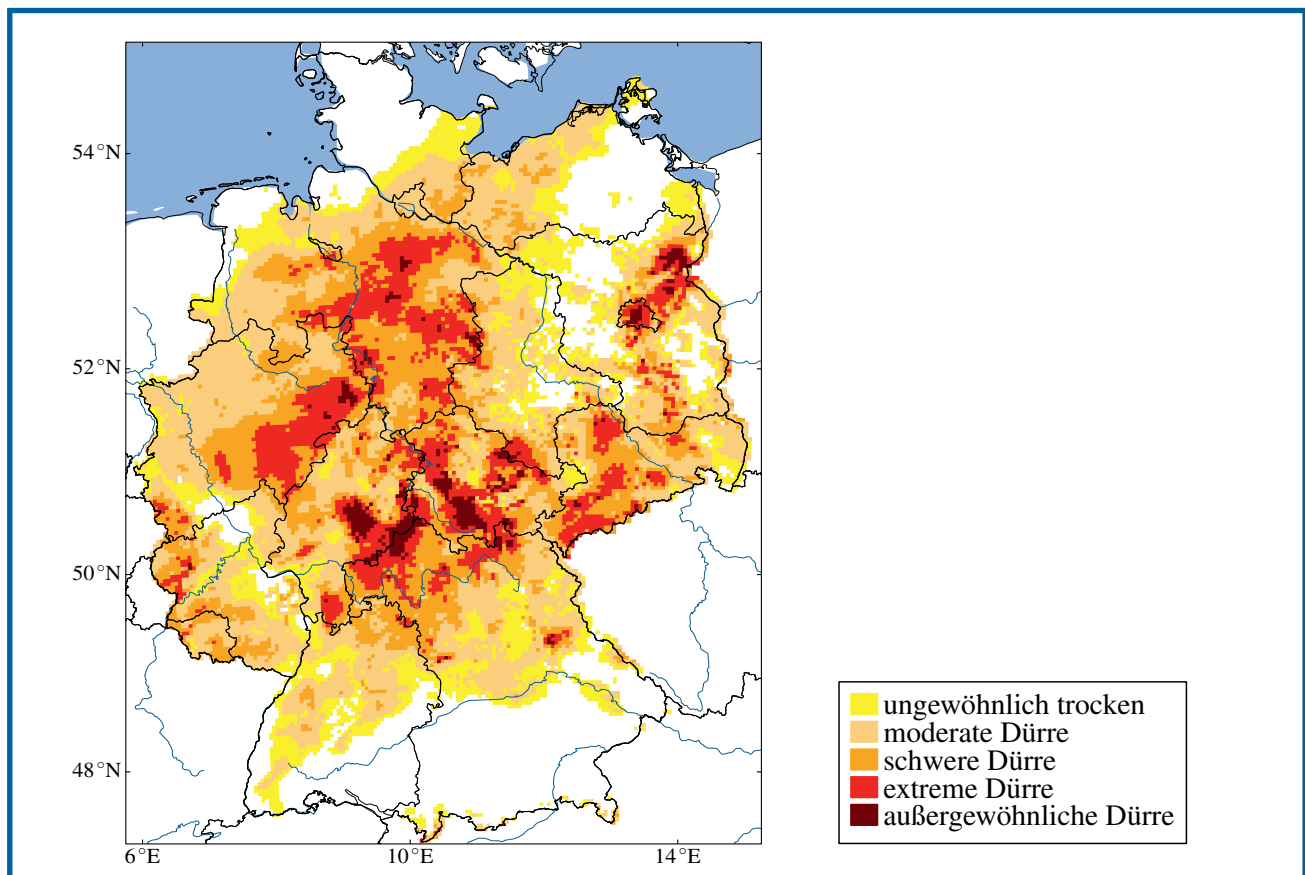 54°N
52°N
50°N
48°N
6°E
10°E
14°E
ungewöhnlich trocken
moderate Dürre
schwere Dürre
extreme Dürre
außergewöhnliche Dürre